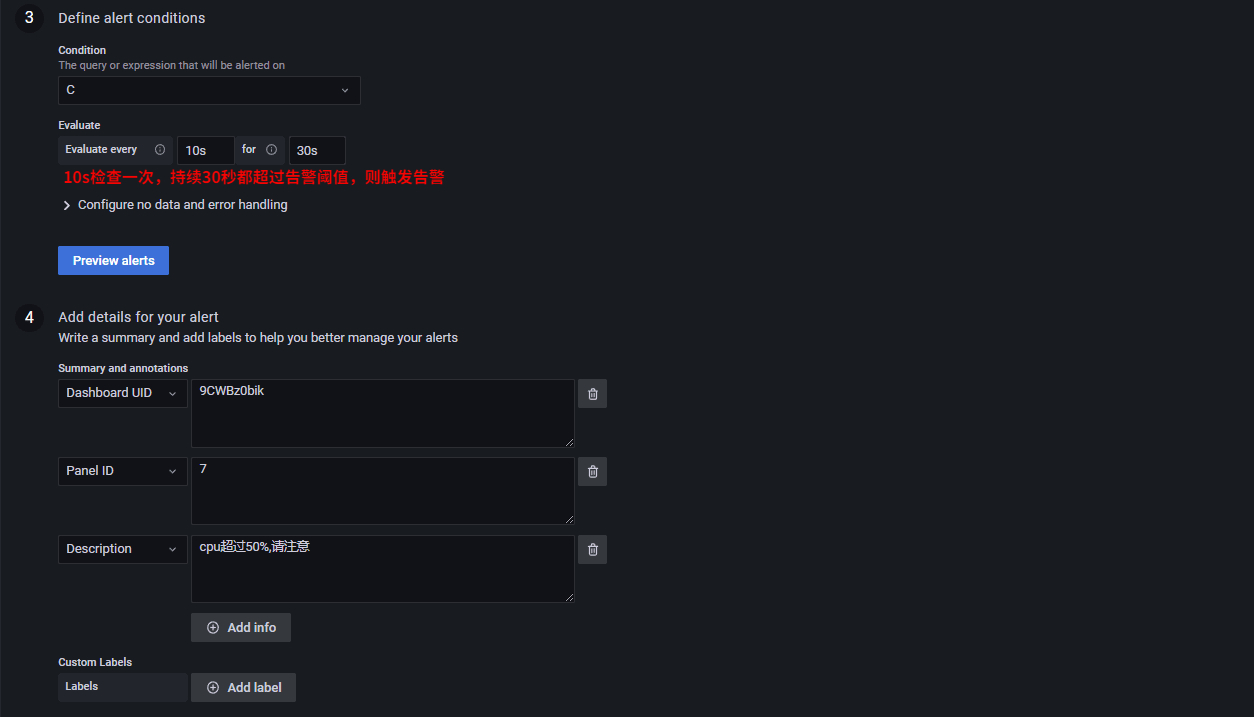 3 Define alert conditions
Condition
The query or expression that will be alerted on
C
Evaluate
Evaluate every 10s for 30s
10s检查一次，持续30秒都超过告警阈值，则触发告警
Configure no data and error handling
Preview alerts
4 Add details for your alert
Write a summary and add labels to help you better manage your alerts
Summary and annotations
Dashboard UID 9CWBz0bik
Panel ID 7
Description cpu超过50%,请注意
Add info
Custom Labels
Labels Add label